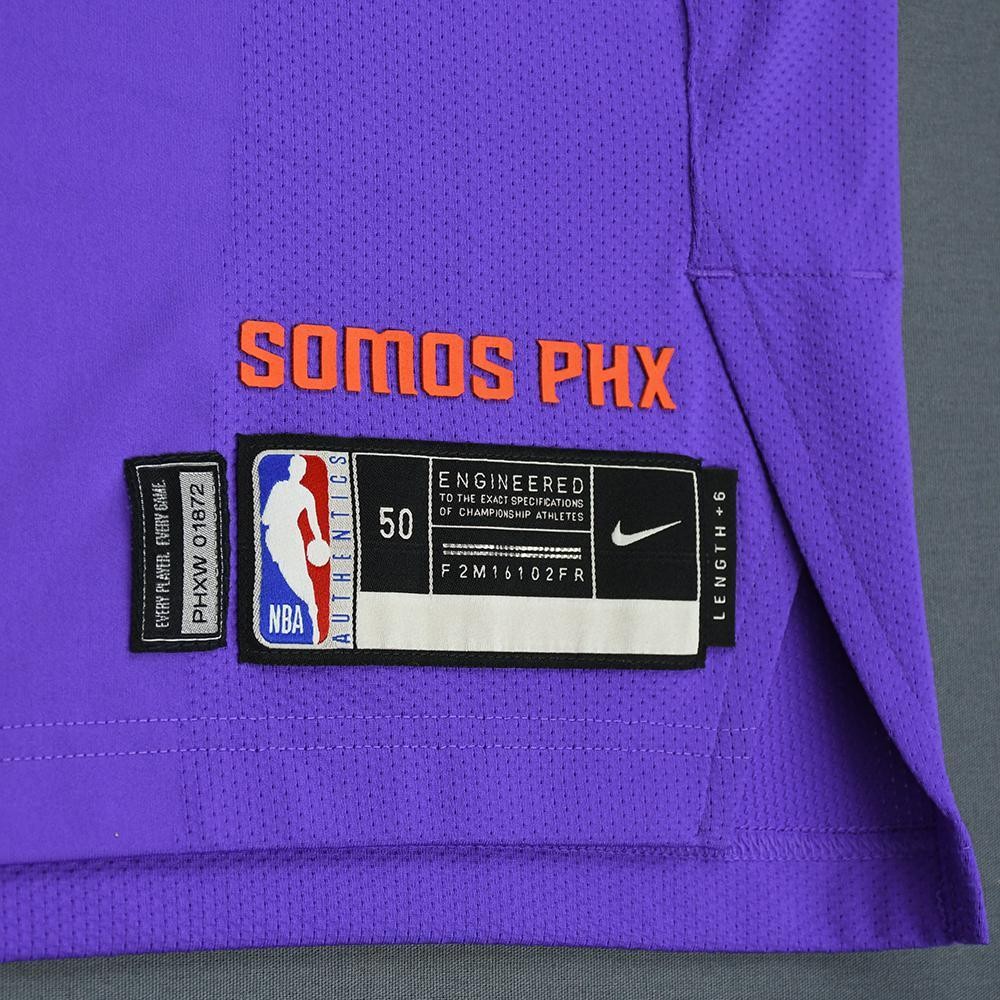 SOMOS PHX
EVERY PLAYER. EVERY GAME.
PHXW 01872
NBA
AUTHENTICS
50
ENGINEERED
TO THE EXACT SPECIFICATIONS
OF CHAMPIONSHIP ATHLETES
F2M16102FR
LENGTH +6